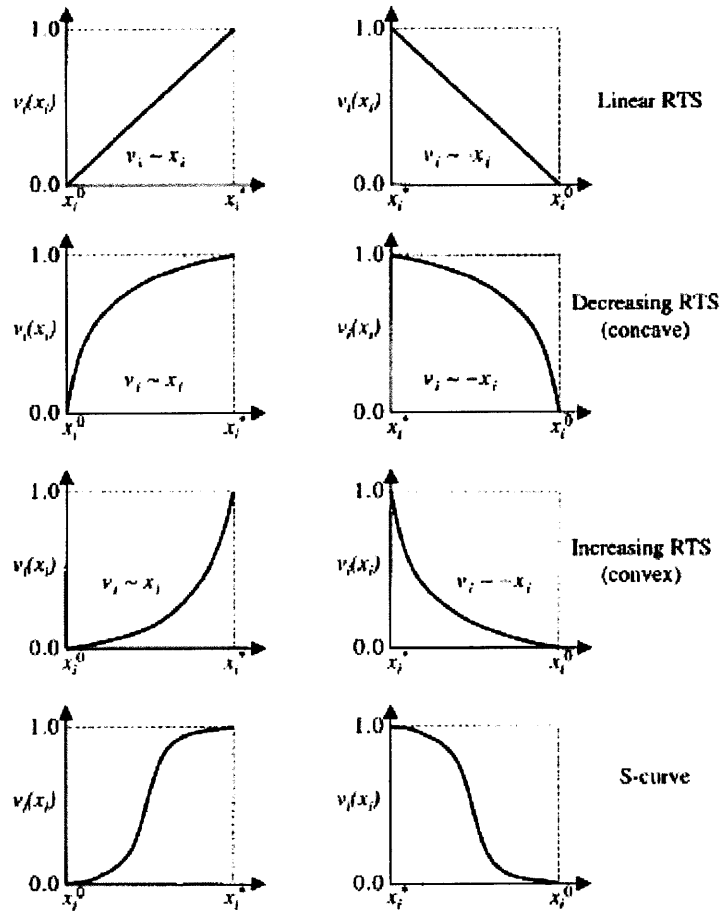 1.0
v_i(x_i)
0.0
x_i^0
x_i^*
v_i ~ x_i
1.0
v_i(x_i)
0.0
x_i^*
x_i^0
v_i ~ -x_i
Linear RTS
1.0
v_i(x_i)
0.0
x_i^0
x_i^*
v_i ~ x_i
1.0
v_i(x_i)
0.0
x_i^*
x_i^0
v_i ~ -x_i
Decreasing RTS
(concave)
1.0
v_i(x_i)
0.0
x_i^0
x_i^*
v_i ~ x_i
1.0
v_i(x_i)
0.0
x_i^*
x_i^0
v_i ~ -x_i
Increasing RTS
(convex)
1.0
v_i(x_i)
0.0
x_i^0
x_i^*
1.0
v_i(x_i)
0.0
x_i^*
x_i^0
S-curve